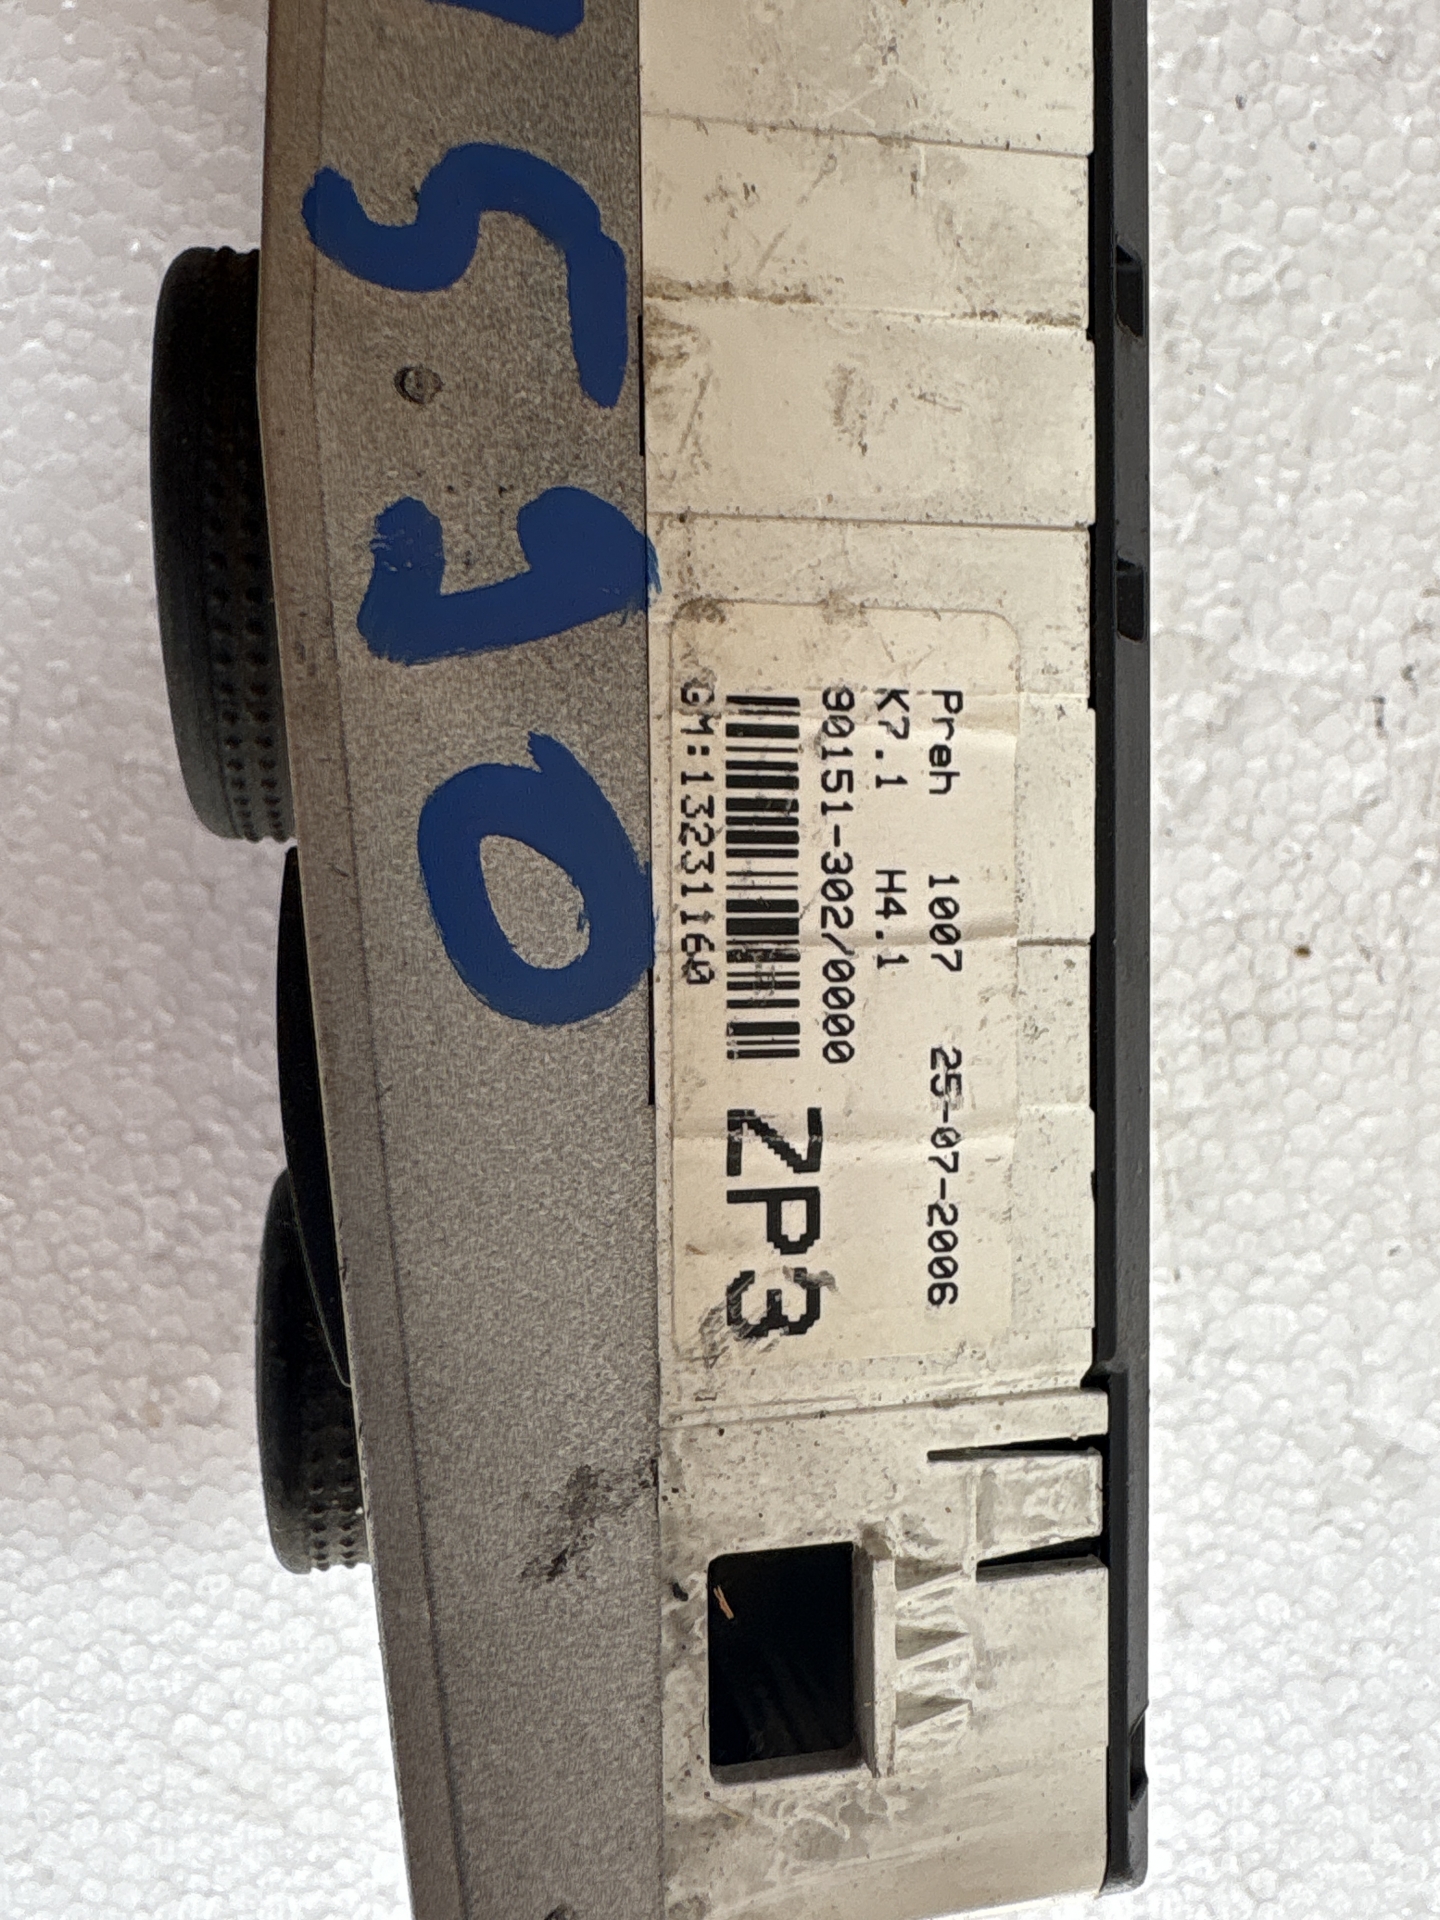 Preh 1007 25-07-2006
K7.1 H4.1
90151-302/0000
ZP3
GM:13231160